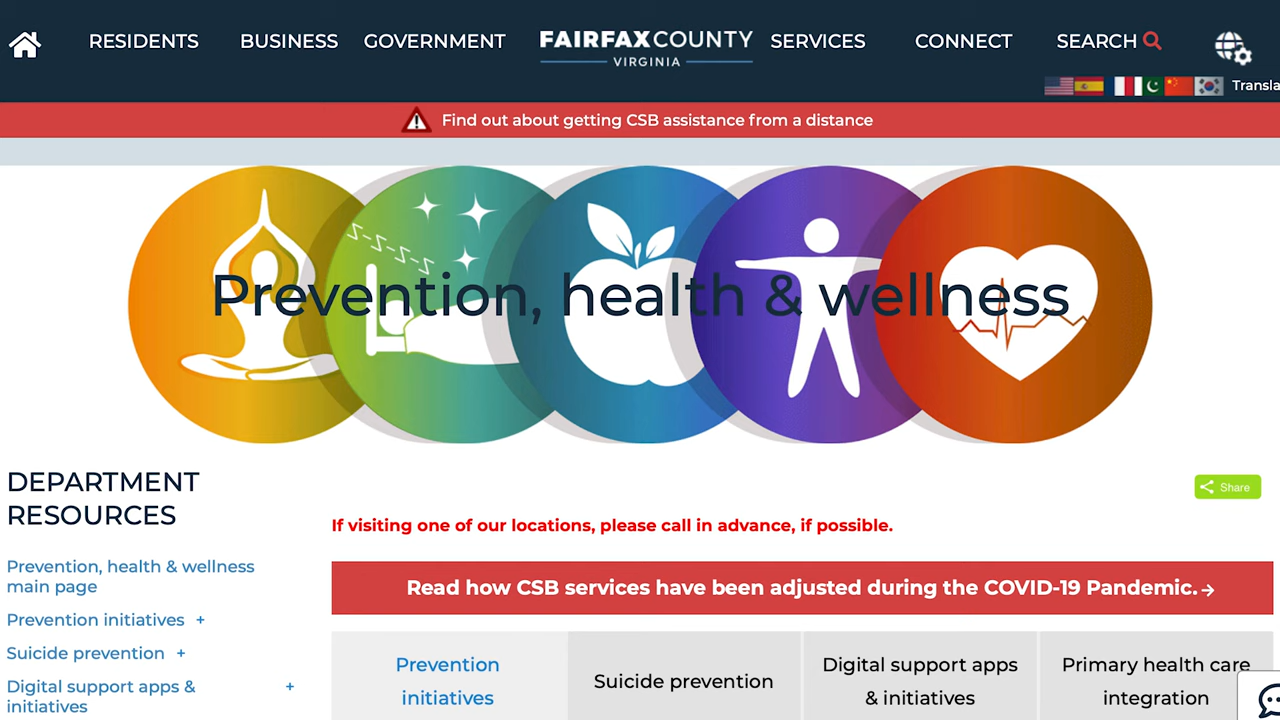 RESIDENTS BUSINESS GOVERNMENT FAIRFAX COUNTY SERVICES CONNECT SEARCH
VIRGINIA
Find out about getting CSB assistance from a distance
Prevention, health & wellness
DEPARTMENT
RESOURCES
Share
If visiting one of our locations, please call in advance, if possible.
Prevention, health & wellness
main page
Prevention initiatives +
Suicide prevention +
Digital support apps & +
initiatives
Read how CSB services have been adjusted during the COVID-19 Pandemic.→
Prevention
initiatives
Suicide prevention
Digital support apps
& initiatives
Primary health care
integration